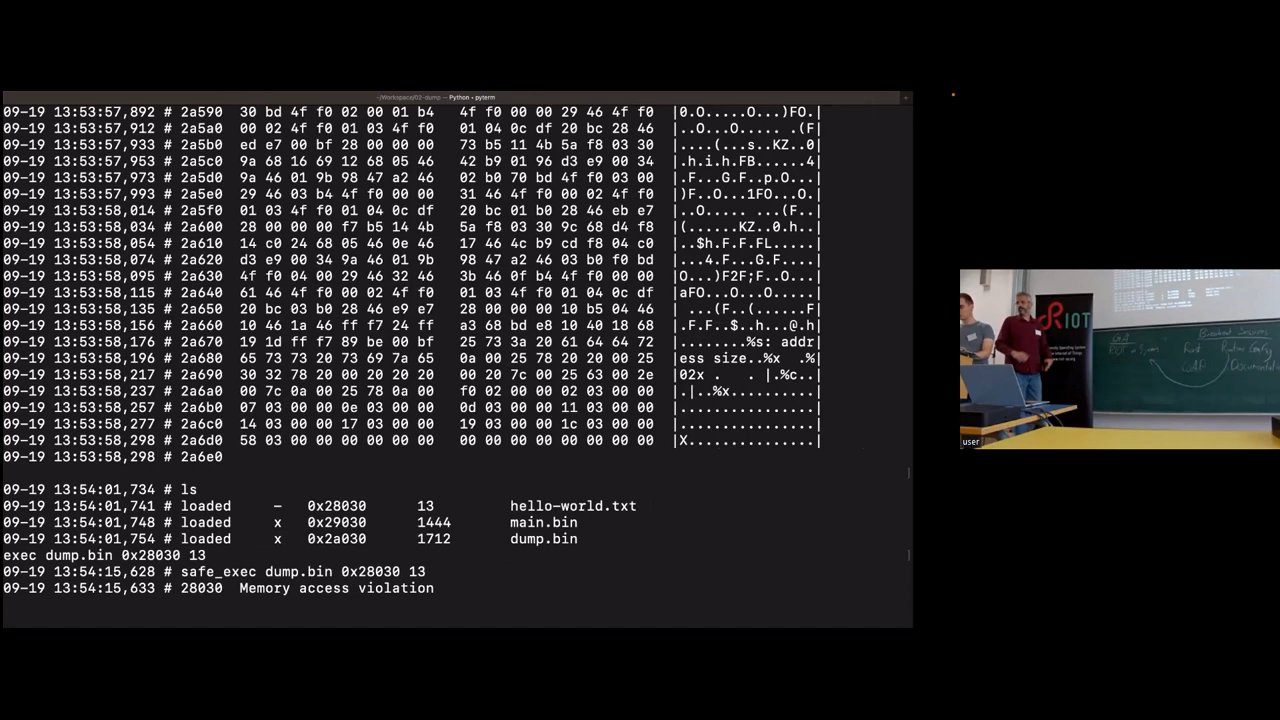 ~/Workspace/02-dump — Python • pyterm
09-19 13:53:57,892 # 2a590  30 bd 4f f0 02 00 01 b4  4f f0 00 00 29 46 4f f0  |0.O.....O...)FO.|
09-19 13:53:57,912 # 2a5a0  00 02 4f f0 01 03 4f f0  01 04 0c df 20 bc 28 46  |..O...O..... .(F|
09-19 13:53:57,933 # 2a5b0  ed e7 00 bf 28 00 00 00  73 b5 11 4b 5a f8 03 30  |....(...s..KZ..0|
09-19 13:53:57,953 # 2a5c0  9a 68 16 69 12 68 05 46  42 b9 01 96 d3 e9 00 34  |.h.i.h.FB......4|
09-19 13:53:57,973 # 2a5d0  9a 46 01 9b 98 47 a2 46  02 b0 70 bd 4f f0 03 00  |.F...G.F..p.O...|
09-19 13:53:57,993 # 2a5e0  29 46 03 b4 4f f0 00 00  31 46 4f f0 00 02 4f f0  |)F..O...1FO...O.|
09-19 13:53:58,014 # 2a5f0  01 03 4f f0 01 04 0c df  20 bc 01 b0 28 46 eb e7  |..O..... ...(F..|
09-19 13:53:58,034 # 2a600  28 00 00 00 f7 b5 14 4b  5a f8 03 30 9c 68 d4 f8  |(......KZ..0.h..|
09-19 13:53:58,054 # 2a610  14 c0 24 68 05 46 0e 46  17 46 4c b9 cd f8 04 c0  |..$h.F.F.FL.....|
09-19 13:53:58,074 # 2a620  d3 e9 00 34 9a 46 01 9b  98 47 a2 46 03 b0 f0 bd  |...4.F...G.F....|
09-19 13:53:58,095 # 2a630  4f f0 04 00 29 46 32 46  3b 46 0f b4 4f f0 00 00  |O...)F2F;F..O...|
09-19 13:53:58,115 # 2a640  61 46 4f f0 00 02 4f f0  01 03 4f f0 01 04 0c df  |aFO...O...O.....|
09-19 13:53:58,135 # 2a650  20 bc 03 b0 28 46 e9 e7  28 00 00 00 10 b5 04 46  | ...(F..(......F|
09-19 13:53:58,156 # 2a660  10 46 1a 46 ff f7 24 ff  a3 68 bd e8 10 40 18 68  |.F.F..$..h...@.h|
09-19 13:53:58,176 # 2a670  19 1d ff f7 89 be 00 bf  25 73 3a 20 61 64 64 72  |........%s: addr|
09-19 13:53:58,196 # 2a680  65 73 73 20 73 69 7a 65  0a 00 25 78 20 20 00 25  |ess size..%x  .%|
09-19 13:53:58,217 # 2a690  30 32 78 20 00 20 20 20  00 20 7c 00 25 63 00 2e  |02x .   . |.%c..|
09-19 13:53:58,237 # 2a6a0  00 7c 0a 00 25 78 0a 00  f0 02 00 00 02 03 00 00  |.|..%x..........|
09-19 13:53:58,257 # 2a6b0  07 03 00 00 0e 03 00 00  0d 03 00 00 11 03 00 00  |................|
09-19 13:53:58,277 # 2a6c0  14 03 00 00 17 03 00 00  19 03 00 00 1c 03 00 00  |................|
09-19 13:53:58,298 # 2a6d0  58 03 00 00 00 00 00 00  00 00 00 00 00 00 00 00  |X...............|
09-19 13:53:58,298 # 2a6e0
09-19 13:54:01,734 # ls
09-19 13:54:01,741 # loaded  -  0x28030  13  hello-world.txt
09-19 13:54:01,748 # loaded  x  0x29030  1444  main.bin
09-19 13:54:01,754 # loaded  x  0x2a030  1712  dump.bin
exec dump.bin 0x28030 13
09-19 13:54:15,628 # safe_exec dump.bin 0x28030 13
09-19 13:54:15,633 # 28030  Memory access violation
RIOT
Breakout Sessions
Rust
Runtime Config
Documentation
user